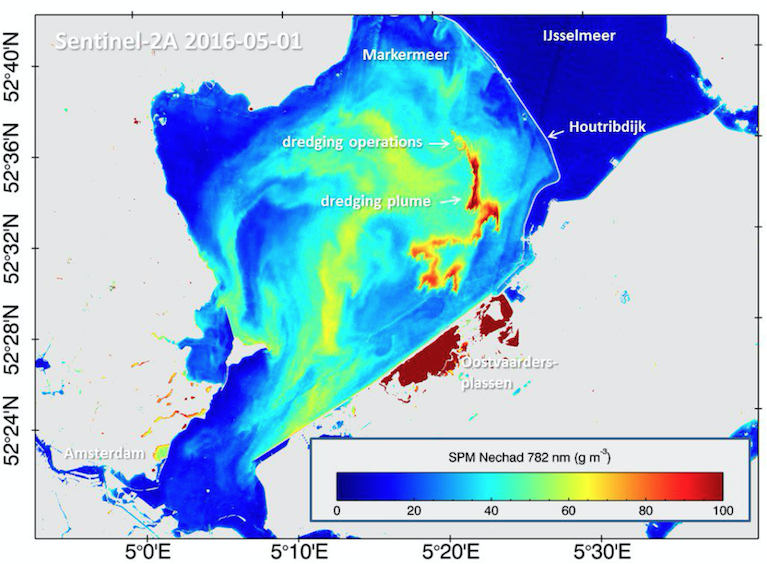 Sentinel-2A 2016-05-01
Markermeer
IJsselmeer
Houtribdijk
dredging operations
dredging plume
Oostvaarders-
plassen
Amsterdam
52°40'N
52°36'N
52°32'N
52°28'N
52°24'N
SPM Nechad 782 nm (g m⁻³)
0 20 40 60 80 100
5°0'E 5°10'E 5°20'E 5°30'E